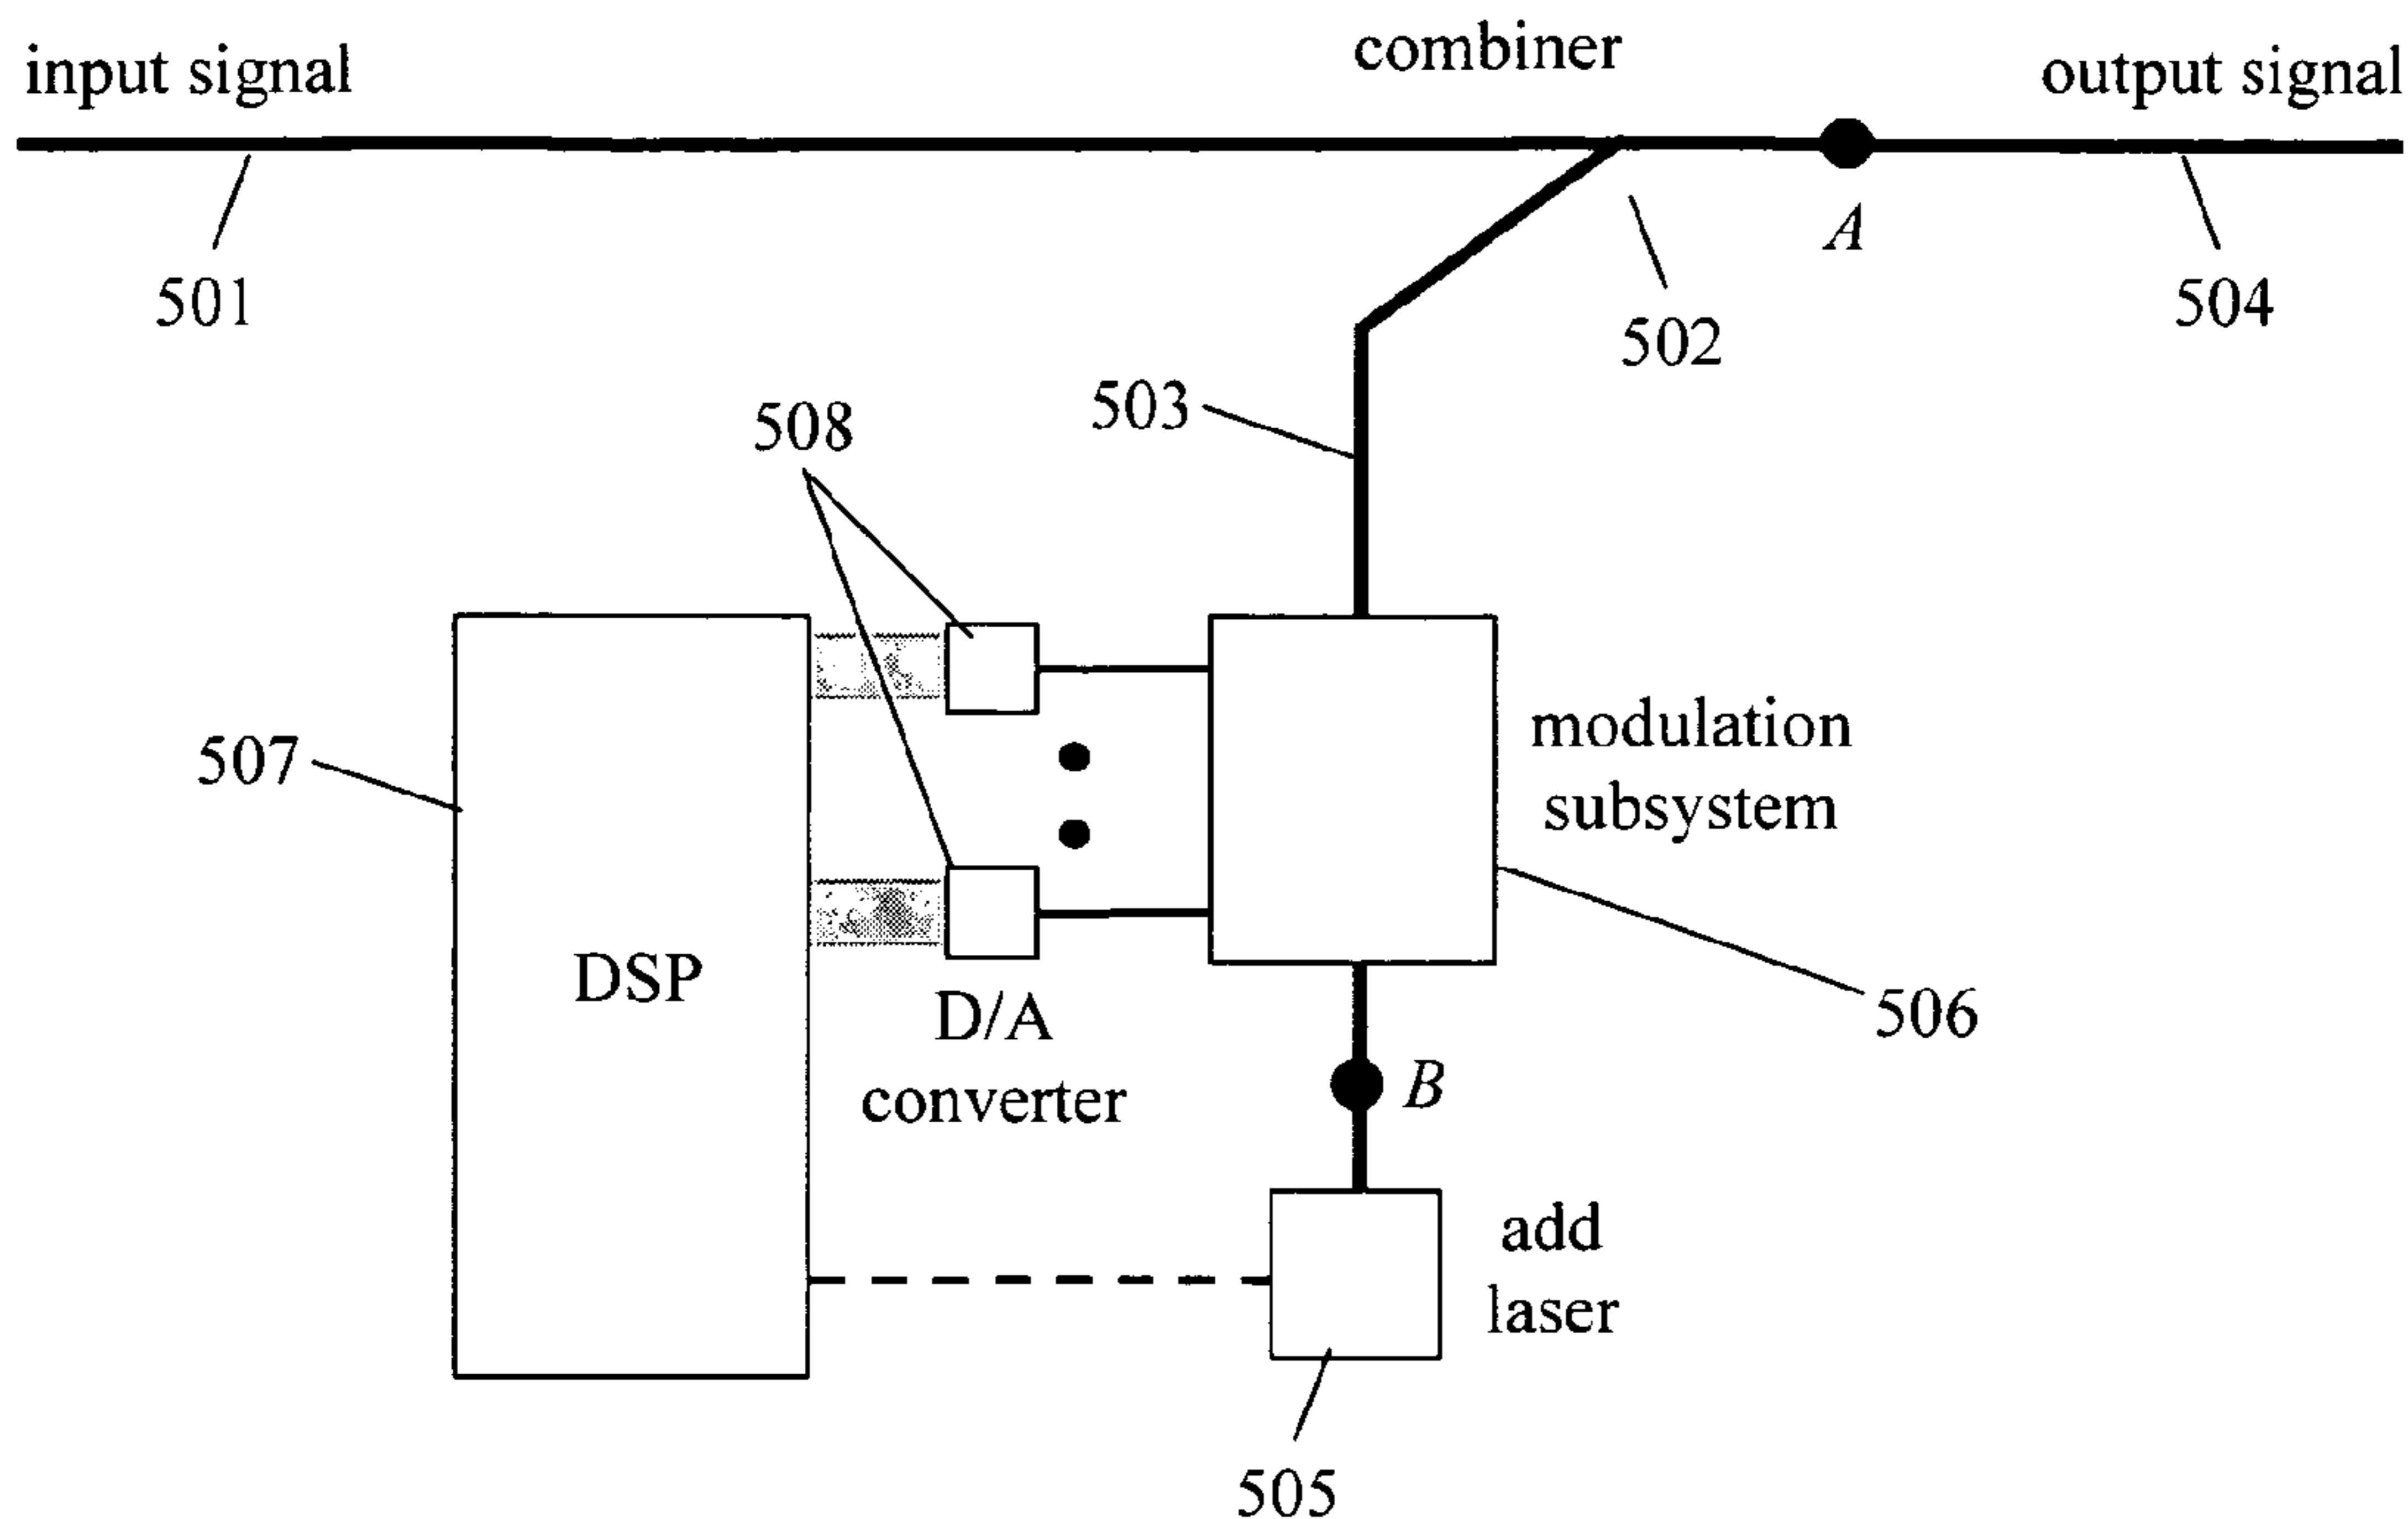 input signal
combiner
output signal
A
501
504
502
503
508
modulation
subsystem
507
DSP
D/A
converter
506
B
add
laser
505